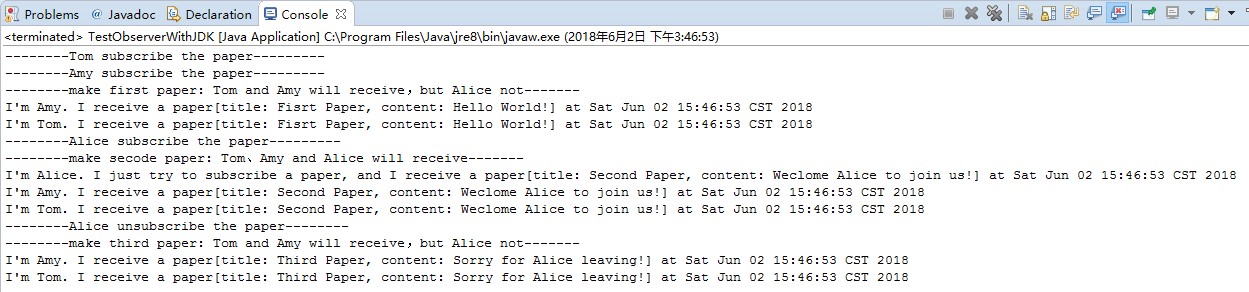 Problems @ Javadoc Declaration Console
<terminated> TestObserverWithJDK [Java Application] C:\Program Files\Java\jre8\bin\javaw.exe (2018年6月2日 下午3:46:53)
--------Tom subscribe the paper---------
--------Amy subscribe the paper---------
--------make first paper: Tom and Amy will receive，but Alice not-------
I'm Amy. I receive a paper[title: Fisrt Paper, content: Hello World!] at Sat Jun 02 15:46:53 CST 2018
I'm Tom. I receive a paper[title: Fisrt Paper, content: Hello World!] at Sat Jun 02 15:46:53 CST 2018
--------Alice subscribe the paper---------
--------make secode paper: Tom、Amy and Alice will receive-------
I'm Alice. I just try to subscribe a paper, and I receive a paper[title: Second Paper, content: Weclome Alice to join us!] at Sat Jun 02 15:46:53 CST 2018
I'm Amy. I receive a paper[title: Second Paper, content: Weclome Alice to join us!] at Sat Jun 02 15:46:53 CST 2018
I'm Tom. I receive a paper[title: Second Paper, content: Weclome Alice to join us!] at Sat Jun 02 15:46:53 CST 2018
--------Alice unsubscribe the paper--------
--------make third paper: Tom and Amy will receive，but Alice not-------
I'm Amy. I receive a paper[title: Third Paper, content: Sorry for Alice leaving!] at Sat Jun 02 15:46:53 CST 2018
I'm Tom. I receive a paper[title: Third Paper, content: Sorry for Alice leaving!] at Sat Jun 02 15:46:53 CST 2018